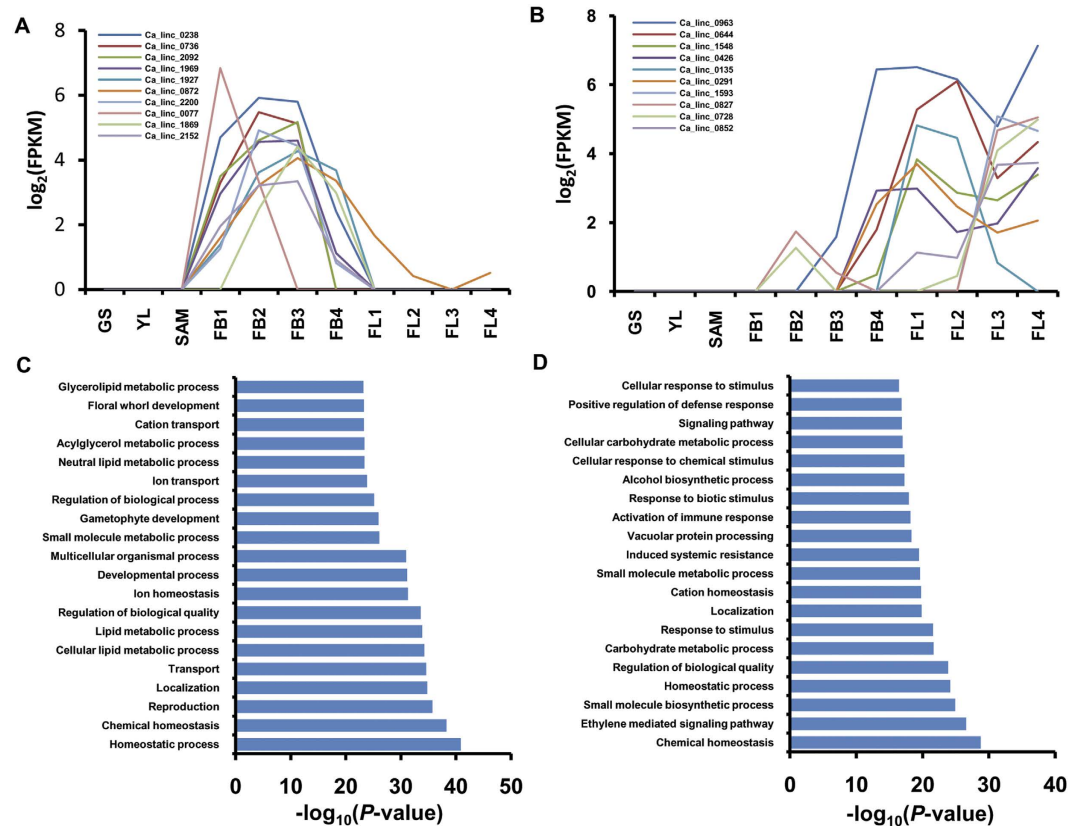 A
8
6
4
2
0
log2(FPKM)
Ca_linc_0238
Ca_linc_0736
Ca_linc_2092
Ca_linc_1969
Ca_linc_1927
Ca_linc_0872
Ca_linc_2200
Ca_linc_0077
Ca_linc_1869
Ca_linc_2152
GS
YL
SAM
FB1
FB2
FB3
FB4
FL1
FL2
FL3
FL4
B
8
6
4
2
0
log2(FPKM)
Ca_linc_0963
Ca_linc_0644
Ca_linc_1548
Ca_linc_0426
Ca_linc_0135
Ca_linc_0291
Ca_linc_1593
Ca_linc_0827
Ca_linc_0728
Ca_linc_0852
GS
YL
SAM
FB1
FB2
FB3
FB4
FL1
FL2
FL3
FL4
C
Glycerolipid metabolic process
Floral whorl development
Cation transport
Acylglycerol metabolic process
Neutral lipid metabolic process
Ion transport
Regulation of biological process
Gametophyte development
Small molecule metabolic process
Multicellular organismal process
Developmental process
Ion homeostasis
Regulation of biological quality
Lipid metabolic process
Cellular lipid metabolic process
Transport
Localization
Reproduction
Chemical homeostasis
Homeostatic process
0 10 20 30 40 50
-log10(P-value)
D
Cellular response to stimulus
Positive regulation of defense response
Signaling pathway
Cellular carbohydrate metabolic process
Cellular response to chemical stimulus
Alcohol biosynthetic process
Response to biotic stimulus
Activation of immune response
Vacuolar protein processing
Induced systemic resistance
Small molecule metabolic process
Cation homeostasis
Localization
Response to stimulus
Carbohydrate metabolic process
Regulation of biological quality
Homeostatic process
Small molecule biosynthetic process
Ethylene mediated signaling pathway
Chemical homeostasis
0 10 20 30 40
-log10(P-value)